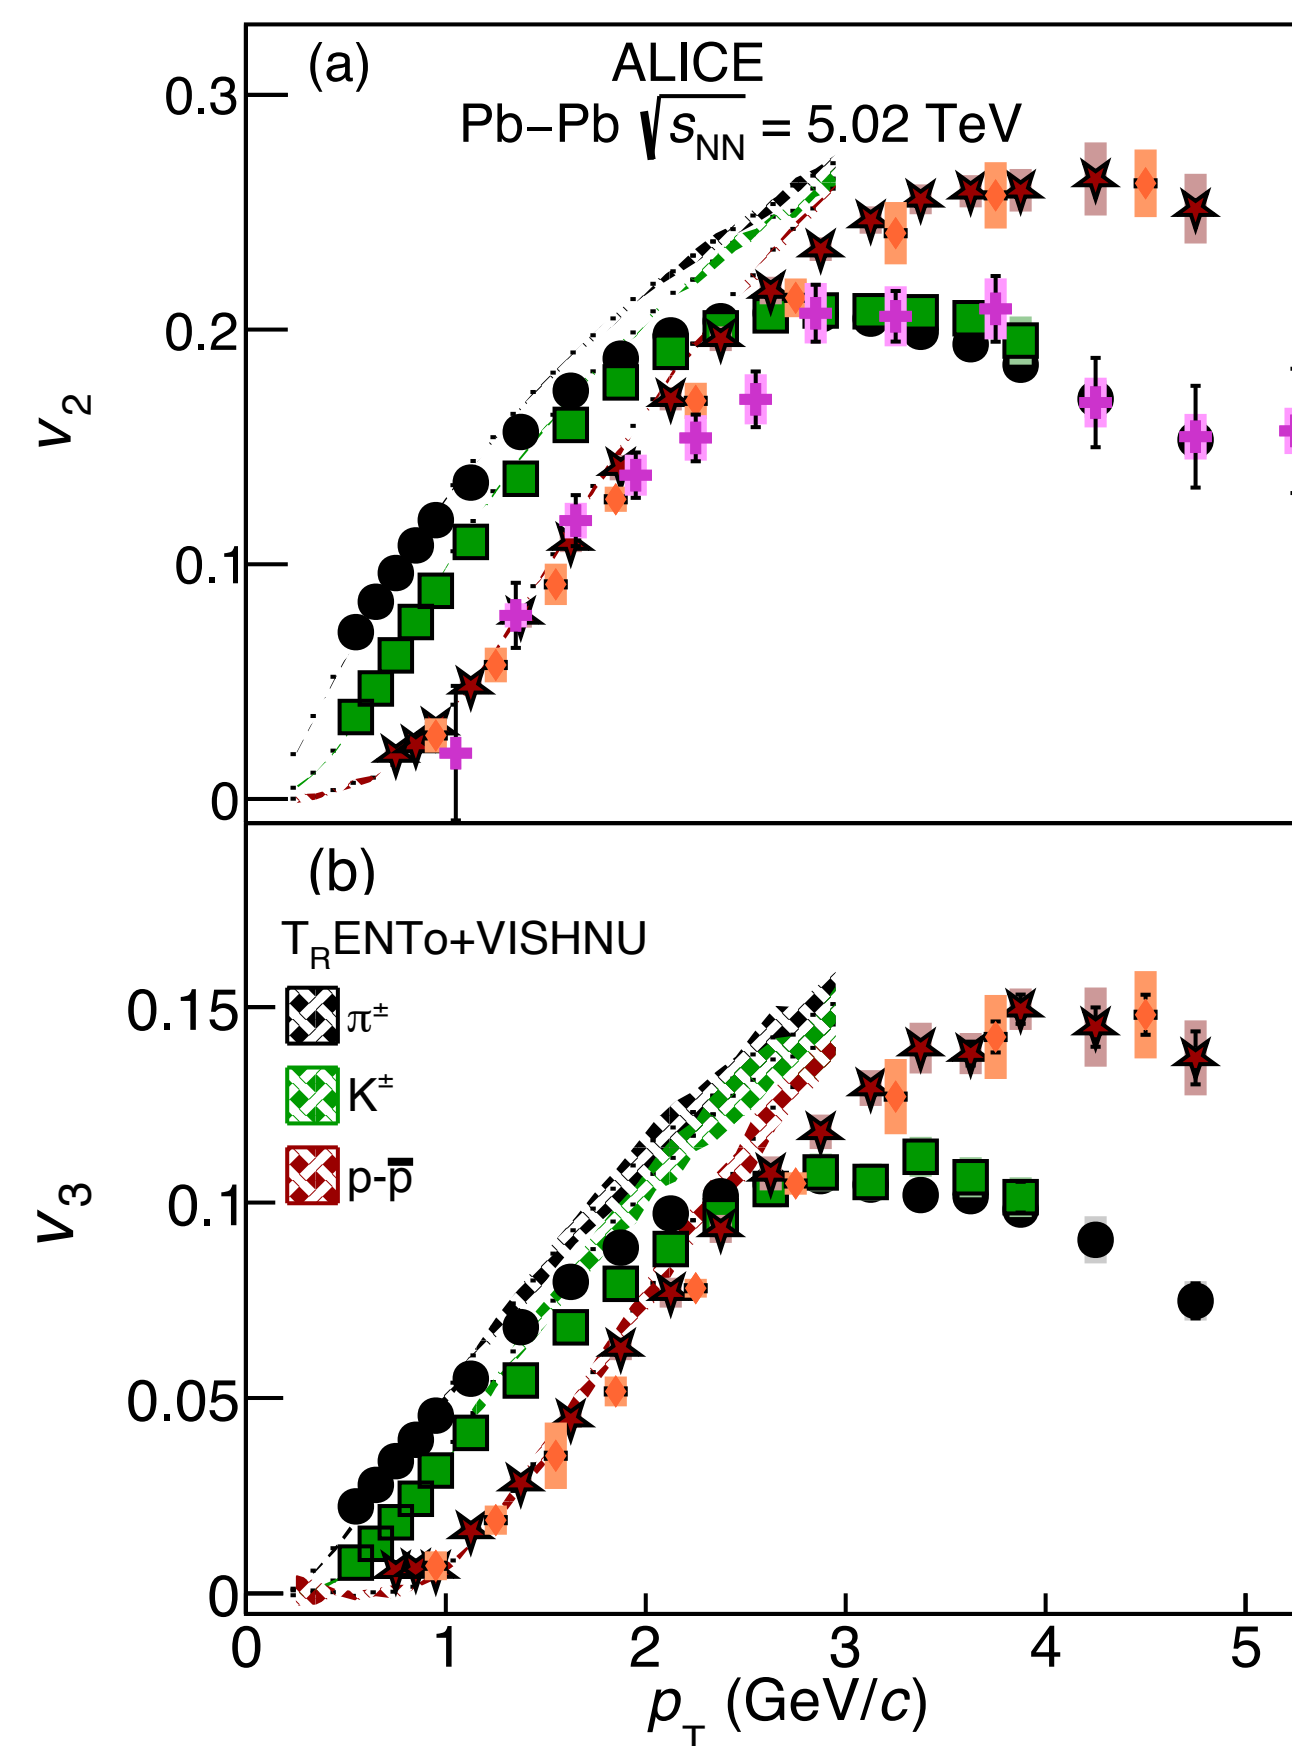 (a)
ALICE
Pb–Pb √sNN = 5.02 TeV
0.3
0.2
0.1
0
v2
(b)
TRENTo+VISHNU
π±
K±
p-p̅
0.15
0.1
0.05
0
v3
0 1 2 3 4 5
pT (GeV/c)